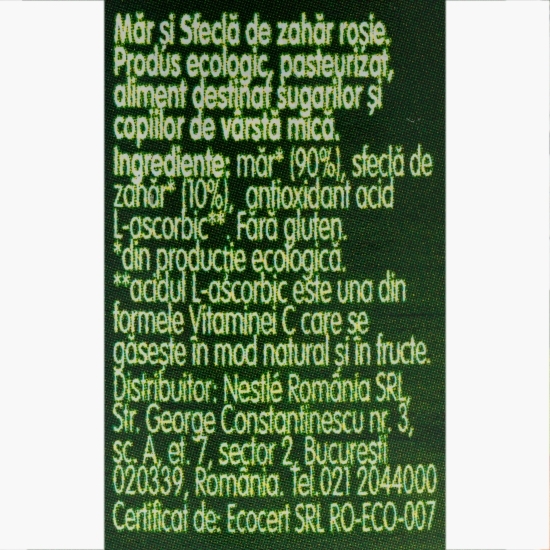 Măr și Sfeclă de zahăr roșie.
Produs ecologic, pasteurizat,
aliment destinat sugarilor și
copiilor de vârstă mică.
Ingrediente: măr* (90%), sfeclă de
zahăr* (10%), antioxidant acid
L-ascorbic**. Fără gluten.
*din producție ecologică.
**acidul L-ascorbic este una din
formele Vitaminei C care se
găsește în mod natural și în fructe.
Distribuitor: Nestlé România SRL,
Str. George Constantinescu nr. 3,
sc. A, et. 7, sector 2, București
020339, România. Tel.021 2044000
Certificat de: Ecocert SRL RO-ECO-007